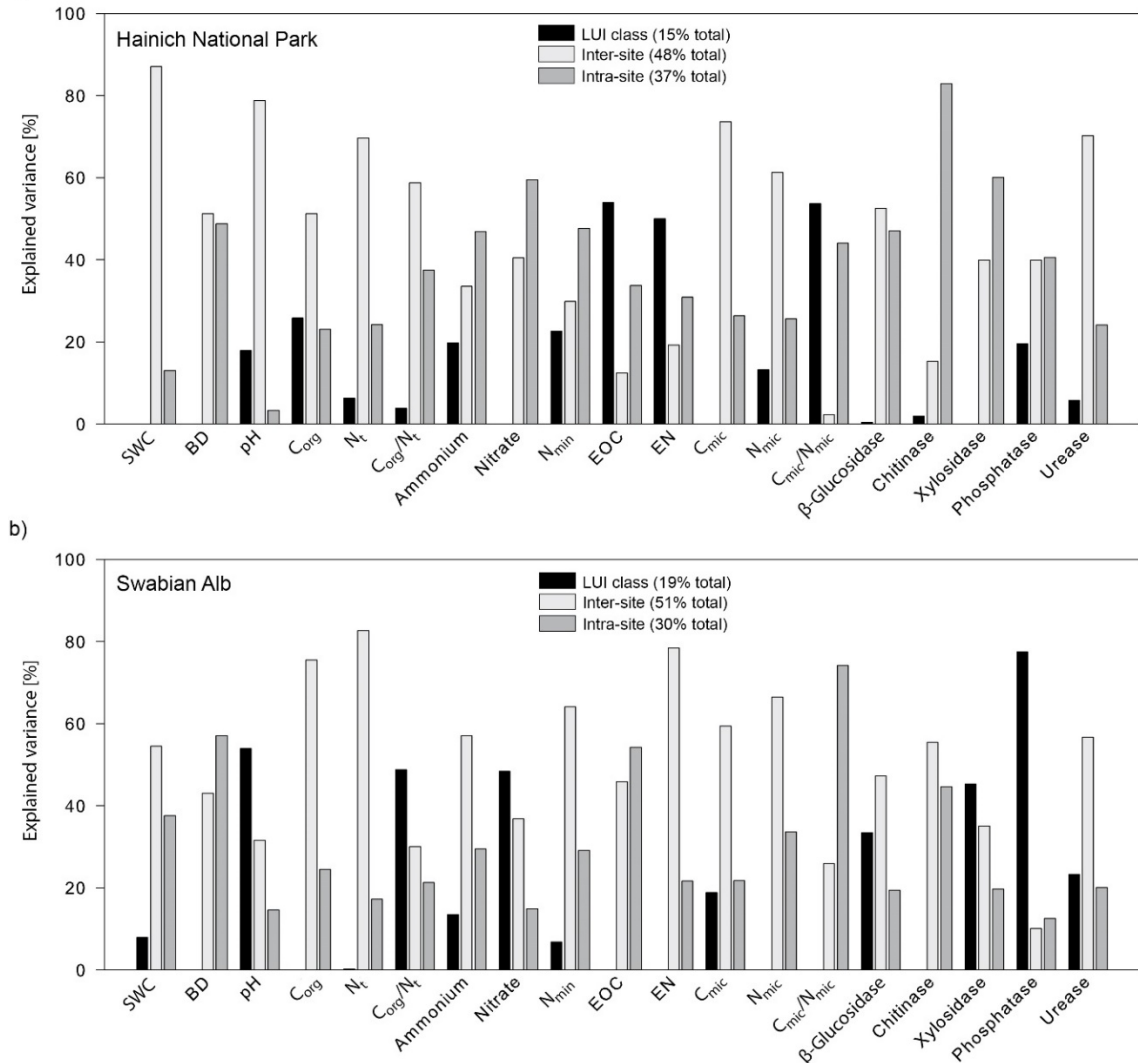 100
80
60
40
20
0
Explained variance [%]
Hainich National Park
LUI class (15% total)
Inter-site (48% total)
Intra-site (37% total)
SWC
BD
pH
Corg
Nt
Corg/Nt
Ammonium
Nitrate
Nmin
EOC
EN
Cmic
Nmic
Cmic/Nmic
β-Glucosidase
Chitinase
Xylosidase
Phosphatase
Urease
b)
100
80
60
40
20
0
Explained variance [%]
Swabian Alb
LUI class (19% total)
Inter-site (51% total)
Intra-site (30% total)
SWC
BD
pH
Corg
Nt
Corg/Nt
Ammonium
Nitrate
Nmin
EOC
EN
Cmic
Nmic
Cmic/Nmic
β-Glucosidase
Chitinase
Xylosidase
Phosphatase
Urease